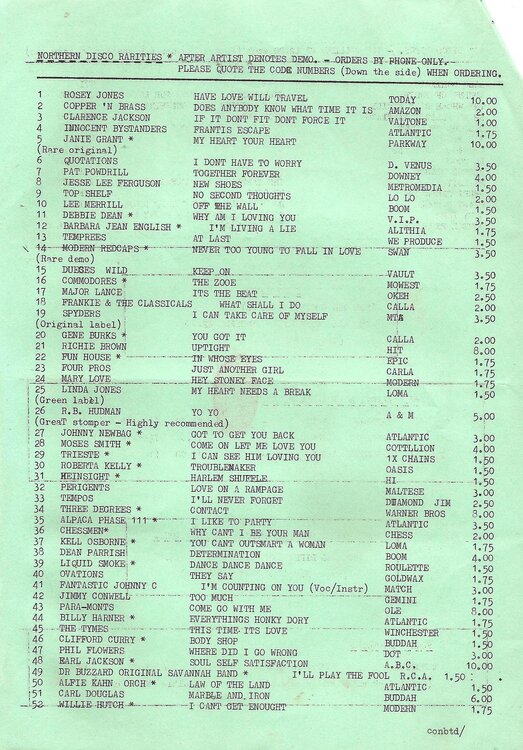 NORTHERN DISCO RARITIES * AFTER ARTIST DENOTES DEMO. - ORDERS BY PHONE ONLY.-
PLEASE QUOTE THE CODE NUMBERS (Down the side) WHEN ORDERING.
1 ROSEY JONES HAVE LOVE WILL TRAVEL TODAY 10.00
2 COPPER 'N BRASS DOES ANYBODY KNOW WHAT TIME IT IS AMAZON 2.00
3 CLARENCE JACKSON IF IT DONT FIT DONT FORCE IT VALTONE 1.00
4 INNOCENT BYSTANDERS FRANTIS ESCAPE ATLANTIC 1.75
5 JANIE GRANT * MY HEART YOUR HEART PARKWAY 10.00
(Rare original)
6 QUOTATIONS I DONT HAVE TO WORRY D. VENUS 3.50
7 PAT POWDRILL TOGETHER FOREVER DOWNEY 4.00
8 JESSE LEE FERGUSON NEW SHOES METROMEDIA 1.50
9 TOP SHELF NO SECOND THOUGHTS LO LO 2.00
10 LEE MERRILL OFF THE WALL BOOM 1.50
11 DEBBIE DEAN * WHY AM I LOVING YOU V.I.P. 3.50
12 BARBARA JEAN ENGLISH * I'M LIVING A LIE ALITHIA 1.75
13 TEMPREES AT LAST WE PRODUCE 1.50
14 MODERN REDCAPS * NEVER TOO YOUNG TO FALL IN LOVE SWAN 3.50
(Rare demo)
15 DUESES WILD KEEP ON VAULT 3.50
16 COMMODORES * THE ZOOE MOWEST 1.75
17 MAJOR LANCE ITS THE BEAT OKEH 2.50
18 FRANKIE & THE CLASSICALS WHAT SHALL I DO CALLA 2.00
19 SPYDERS I CAN TAKE CARE OF MYSELF MTA 3.50
(Original label)
20 GENE BURKS * YOU GOT IT CALLA 2.00
21 RICHIE BROWN UPTIGHT HIT 8.00
22 FUN HOUSE * IN WHOSE EYES EPIC 1.75
23 FOUR PROS JUST ANOTHER GIRL CARLA 1.75
24 MARY LOVE HEY STONEY FACE MODERN 1.75
25 LINDA JONES MY HEART NEEDS A BREAK LOMA 1.50
(Green label)
26 R.B. HUDMAN YO YO A & M 5.00
(GreaT stomper - Highly recommended)
27 JOHNNY NEWBAG * GOT TO GET YOU BACK ATLANTIC 3.00
28 MOSES SMITH * COME ON LET ME LOVE YOU COTTLLION 4.00
29 TRIESTE * I CAN SEE HIM LOVING YOU 1X CHAINS 1.50
30 ROBERTA KELLY * TROUBLEMAKER OASIS 1.50
31 HEINSIGHT * HARLEM SHUFFLE HI 1.50
32 PERIGENTS LOVE ON A RAMPAGE MALTESE 3.00
33 TEMPOS I'LL NEVER FORGET DIAMOND JIM 2.50
34 THREE DEGREES * CONTACT WARNER BROS 8.00
35 ALPACA PHASE 111 * I LIKE TO PARTY ATLANTIC 3.50
36 CHESSMEN* WHY CANT I BE YOUR MAN CHESS 2.00
37 KELL OSBORNE * YOU CANT OUTSMART A WOMAN LOMA 1.75
38 DEAN PARRISH DETERMINATION BOOM 4.00
39 LIQUID SMOKE * DANCE DANCE DANCE ROULETTE 1.50
40 OVATIONS THEY SAY GOLDWAX 1.75
41 FANTASTIC JOHNNY C I'M COUNTING ON YOU (Voc/Instr) MATCH 3.00
42 JIMMY CONWELL TOO MUCH GEMINI 1.75
43 PARA-MONTS COME GO WITH ME OLE 8.00
44 BILLY HARNER * EVERYTHINGS HONKY DORY ATLANTIC 1.75
45 THE TYMES THIS TIME ITS LOVE WINCHESTER 1.50
46 CLIFFORD CURRY * BODY SHOP BUDDAH 1.50
47 PHIL FLOWERS WHERE DID I GO WRONG DOT 3.00
48 EARL JACKSON * SOUL SELF SATISFACTION A.B.C. 10.00
49 DR BUZZARD ORIGINAL SAVANNAH BAND * I'LL PLAY THE FOOL R.C.A. 1.50
50 ALFIE KAHN ORCH * LAW OF THE LAND ATLANTIC 1.50
51 CARL DOUGLAS MARBLE AND IRON BUDDAH 6.00
52 WILLIE HUTCH * I CANT GET ENOUGHT MODERN 1.75
conbtd/